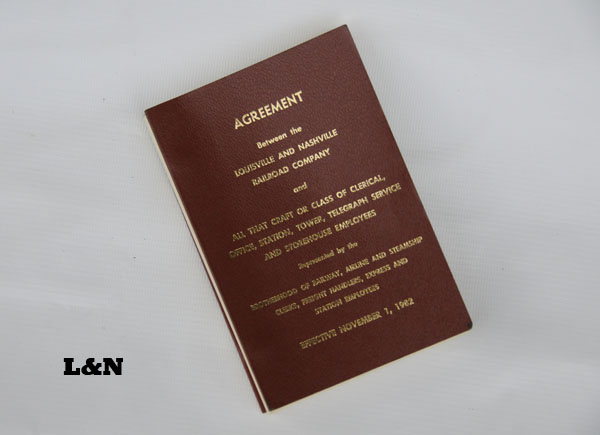 AGREEMENT
Between the
LOUISVILLE AND NASHVILLE
RAILROAD COMPANY
and
ALL THAT CRAFT OR CLASS OF CLERICAL,
OFFICE, STATION, TOWER, TELEGRAPH SERVICE
AND STOREHOUSE EMPLOYEES
Represented by the
BROTHERHOOD OF RAILWAY, AIRLINE AND STEAMSHIP
CLERKS, FREIGHT HANDLERS, EXPRESS AND
STATION EMPLOYEES
EFFECTIVE NOVEMBER 1, 1982
L&N